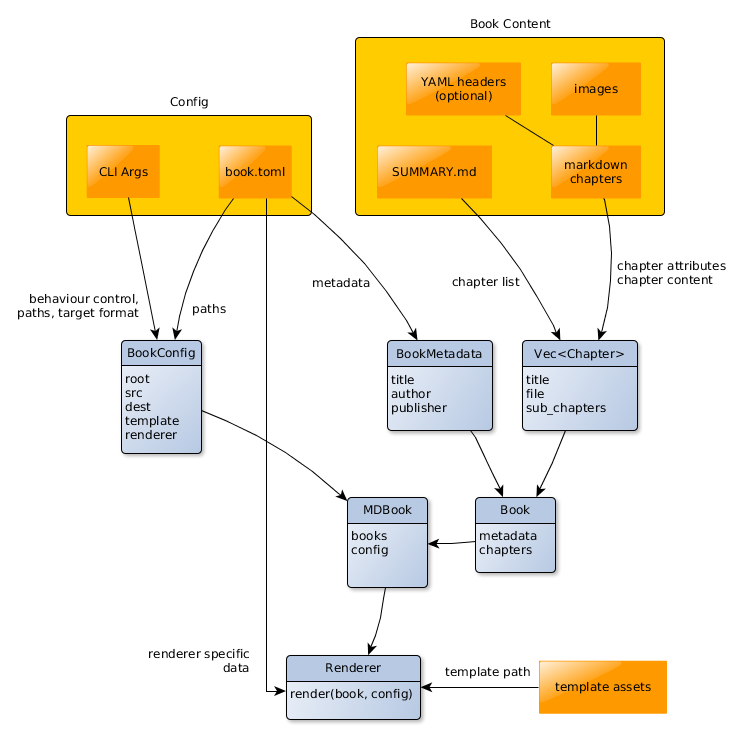 Book Content
YAML headers
(optional)
images
Config
CLI Args
book.toml
SUMMARY.md
markdown
chapters
behaviour control,
paths, target format
paths
metadata
chapter list
chapter attributes
chapter content
BookConfig
root
src
dest
template
renderer
BookMetadata
title
author
publisher
Vec<Chapter>
title
file
sub_chapters
MDBook
books
config
Book
metadata
chapters
renderer specific
data
Renderer
render(book, config)
template path
template assets